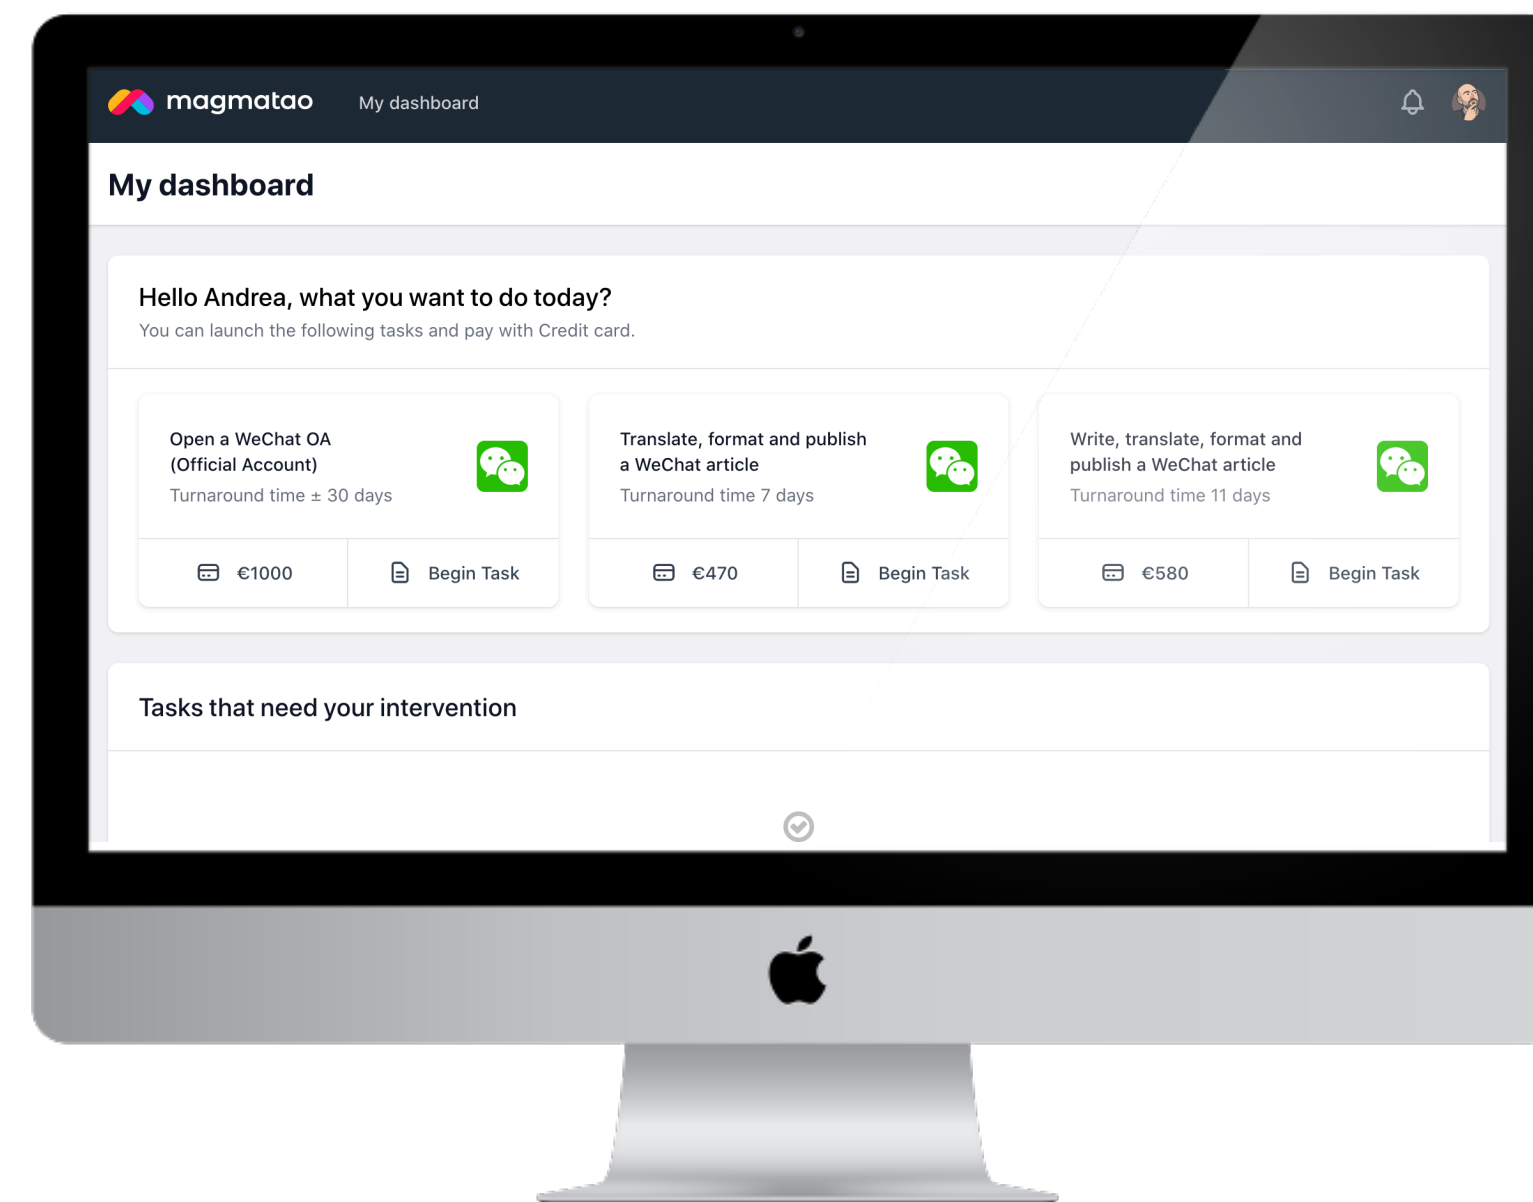 magmatao
My dashboard
My dashboard
Hello Andrea, what you want to do today?
You can launch the following tasks and pay with Credit card.
Open a WeChat OA
(Official Account)
Turnaround time ± 30 days
€1000
Begin Task
Translate, format and publish
a WeChat article
Turnaround time 7 days
€470
Begin Task
Write, translate, format and
publish a WeChat article
Turnaround time 11 days
€580
Begin Task
Tasks that need your intervention